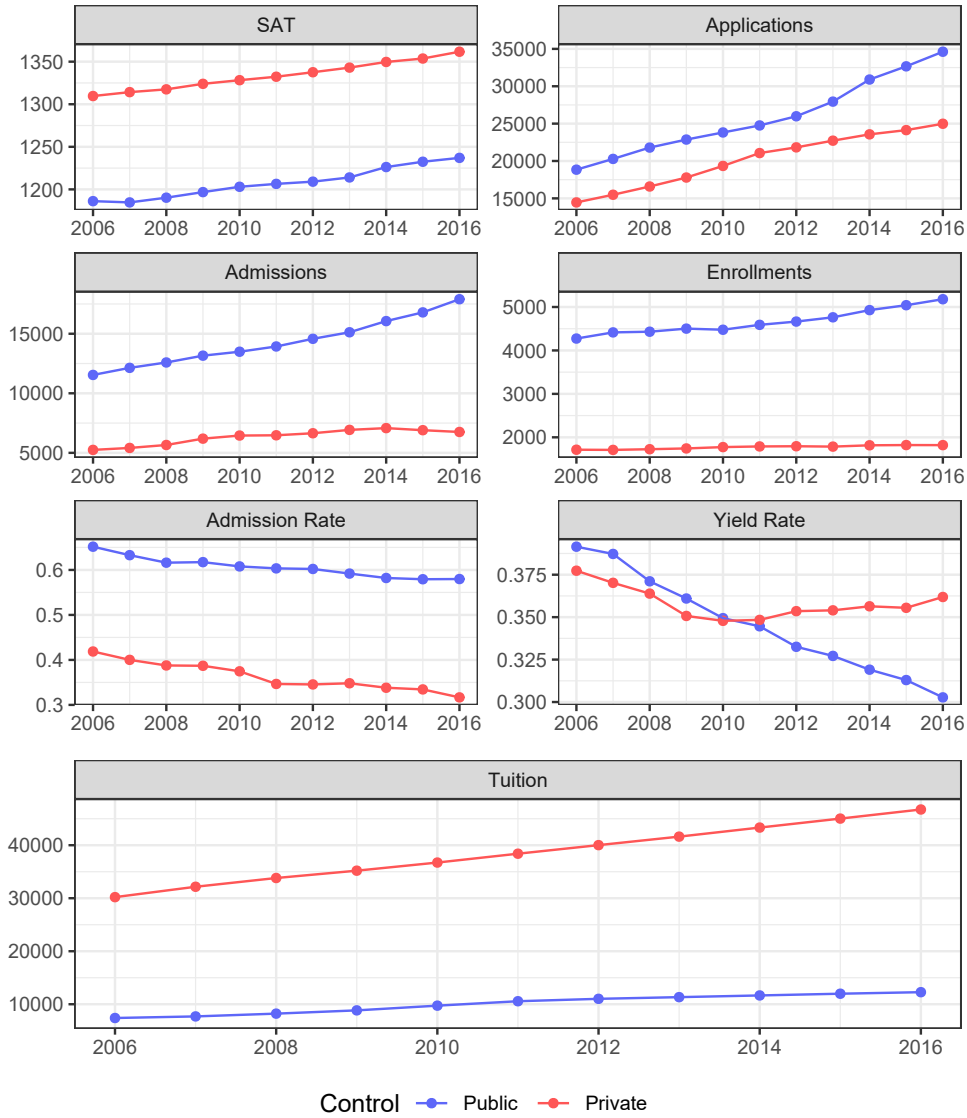 SAT
1350
1300
1250
1200
2006 2008 2010 2012 2014 2016
Applications
35000
30000
25000
20000
15000
2006 2008 2010 2012 2014 2016
Admissions
15000
10000
5000
2006 2008 2010 2012 2014 2016
Enrollments
5000
4000
3000
2000
2006 2008 2010 2012 2014 2016
Admission Rate
0.6
0.5
0.4
0.3
2006 2008 2010 2012 2014 2016
Yield Rate
0.375
0.350
0.325
0.300
2006 2008 2010 2012 2014 2016
Tuition
40000
30000
20000
10000
2006 2008 2010 2012 2014 2016
Control Public Private